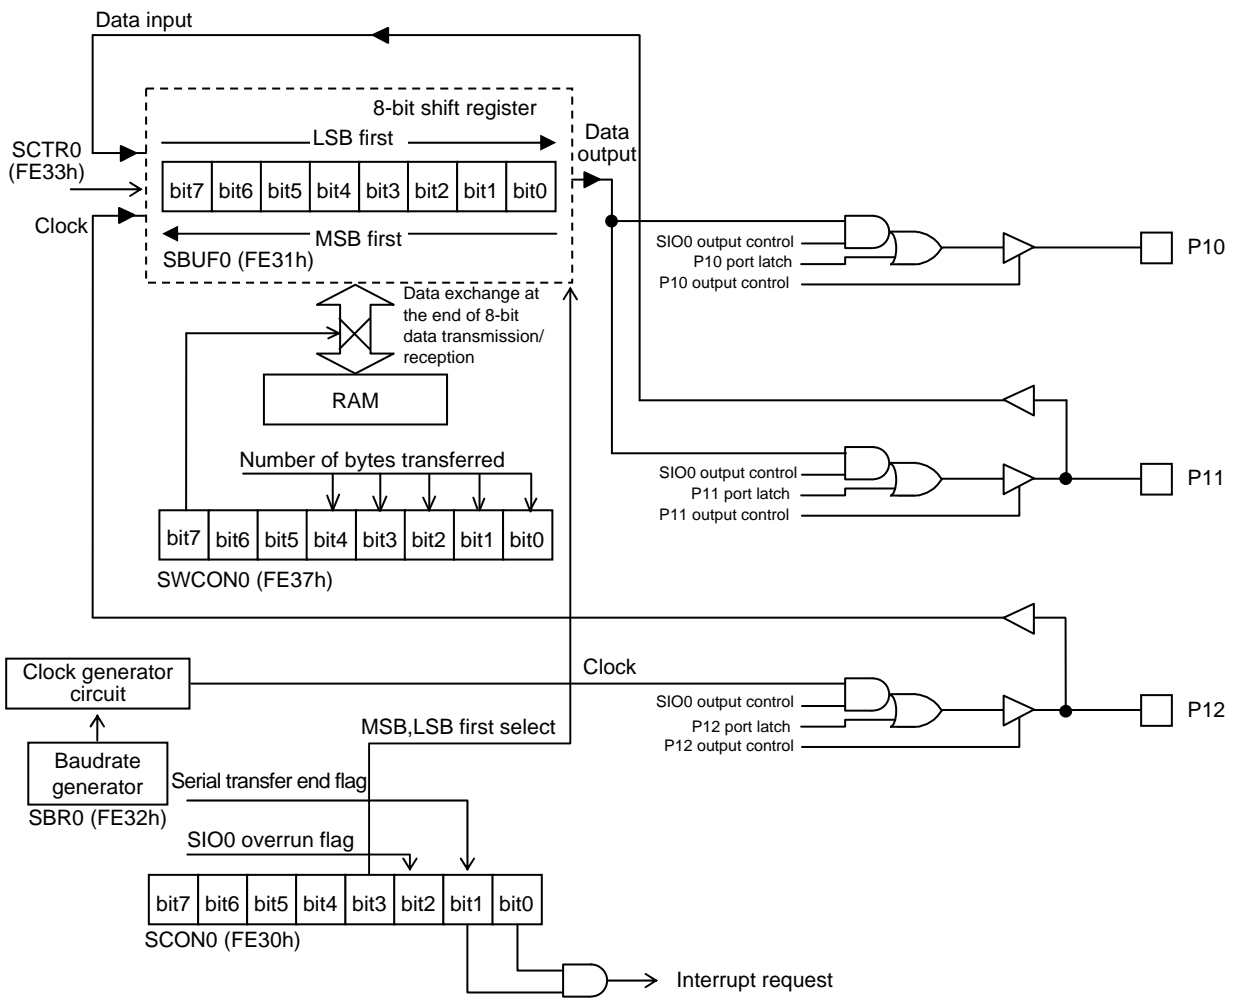 Data input
8-bit shift register
LSB first
Data
output
SCTR0
(FE33h)
bit7 bit6 bit5 bit4 bit3 bit2 bit1 bit0
Clock
MSB first
SBUF0 (FE31h)
SIO0 output control
P10 port latch
P10 output control
P10
Data exchange at
the end of 8-bit
data transmission/
reception
RAM
Number of bytes transferred
SIO0 output control
P11 port latch
P11 output control
P11
bit7 bit6 bit5 bit4 bit3 bit2 bit1 bit0
SWCON0 (FE37h)
Clock generator
circuit
Clock
SIO0 output control
P12 port latch
P12 output control
P12
MSB,LSB first select
Baudrate
generator
SBR0 (FE32h)
Serial transfer end flag
SIO0 overrun flag
bit7 bit6 bit5 bit4 bit3 bit2 bit1 bit0
SCON0 (FE30h)
Interrupt request